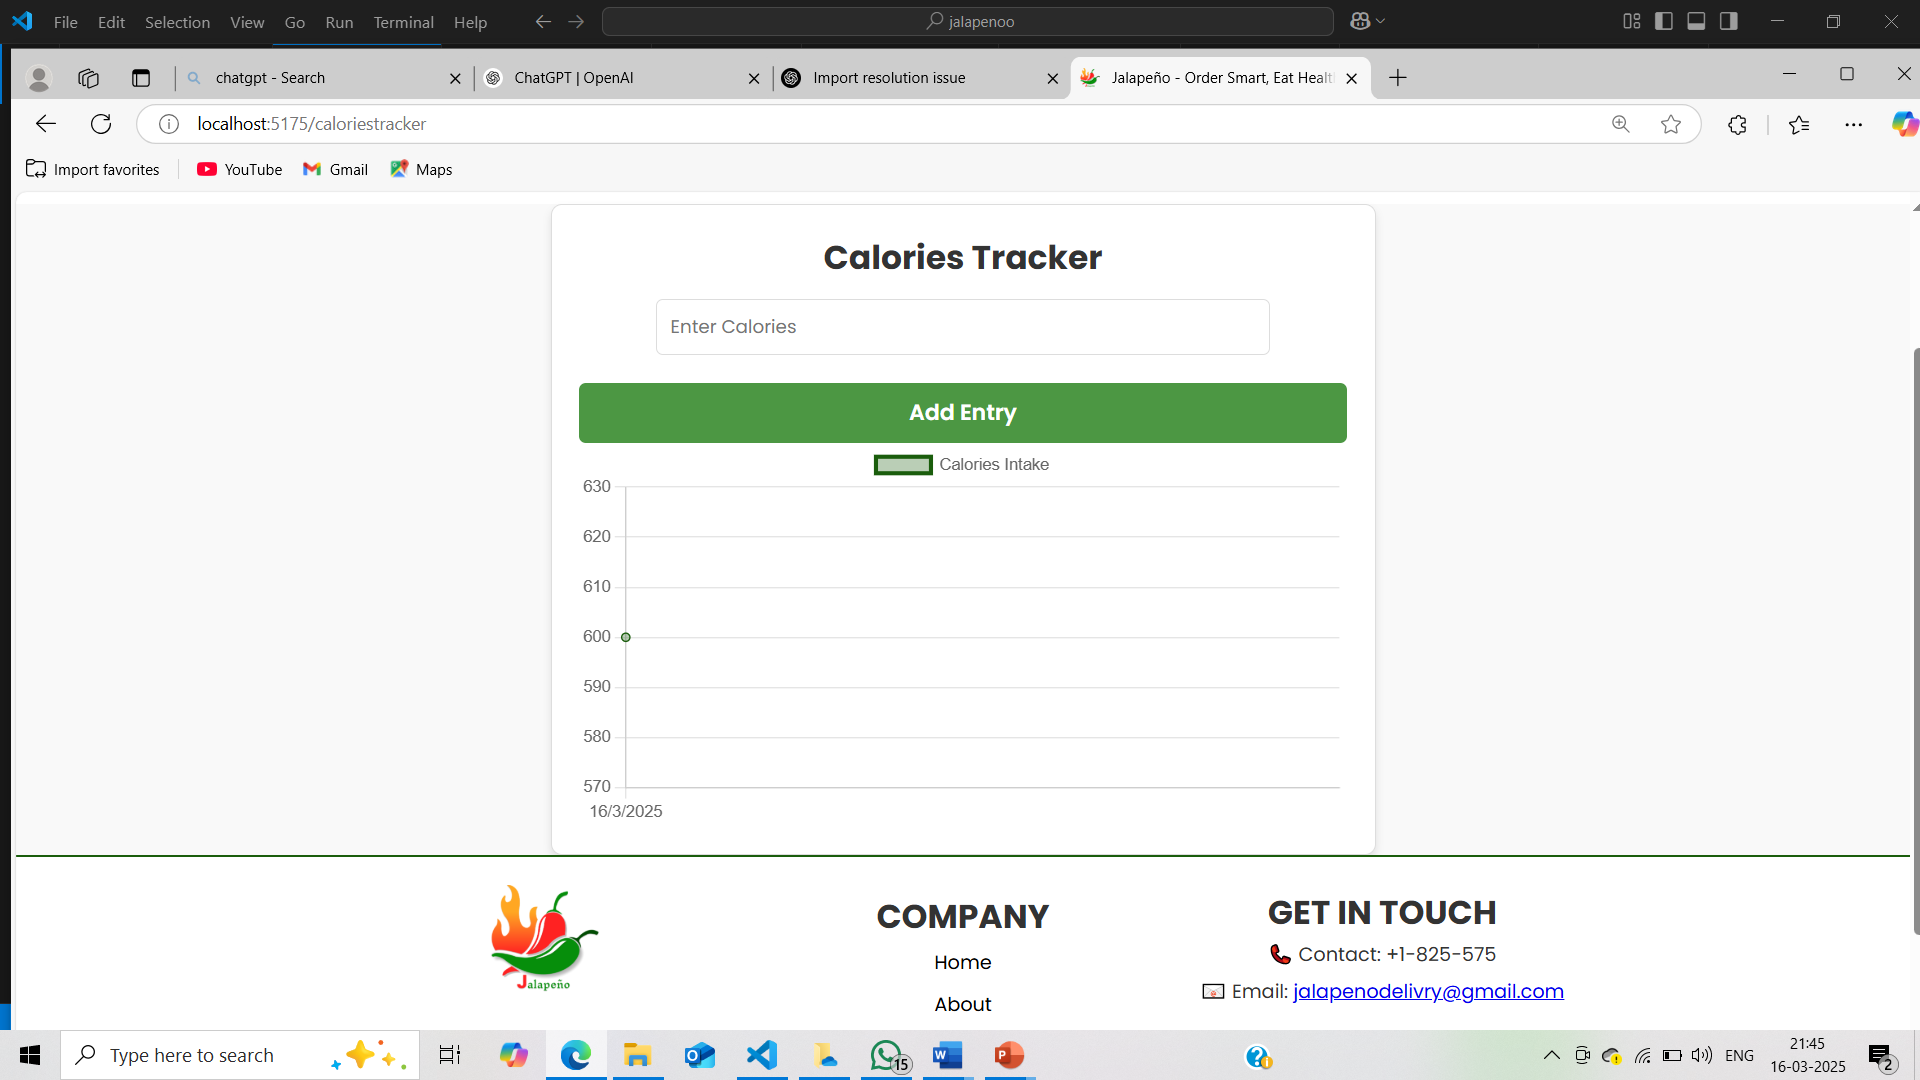 File Edit Selection View Go Run Terminal Help jalapenoo
chatgpt - Search ChatGPT | OpenAI Import resolution issue Jalapeño - Order Smart, Eat Healt
localhost:5175/caloriestracker
Import favorites YouTube Gmail Maps
Calories Tracker
Enter Calories
Add Entry
Calories Intake
630
620
610
600
590
580
570
16/3/2025
Jalapeño
COMPANY
Home
About
GET IN TOUCH
Contact: +1-825-575
Email: jalapenodelivry@gmail.com
Type here to search
15
ENG
21:45
16-03-2025
2